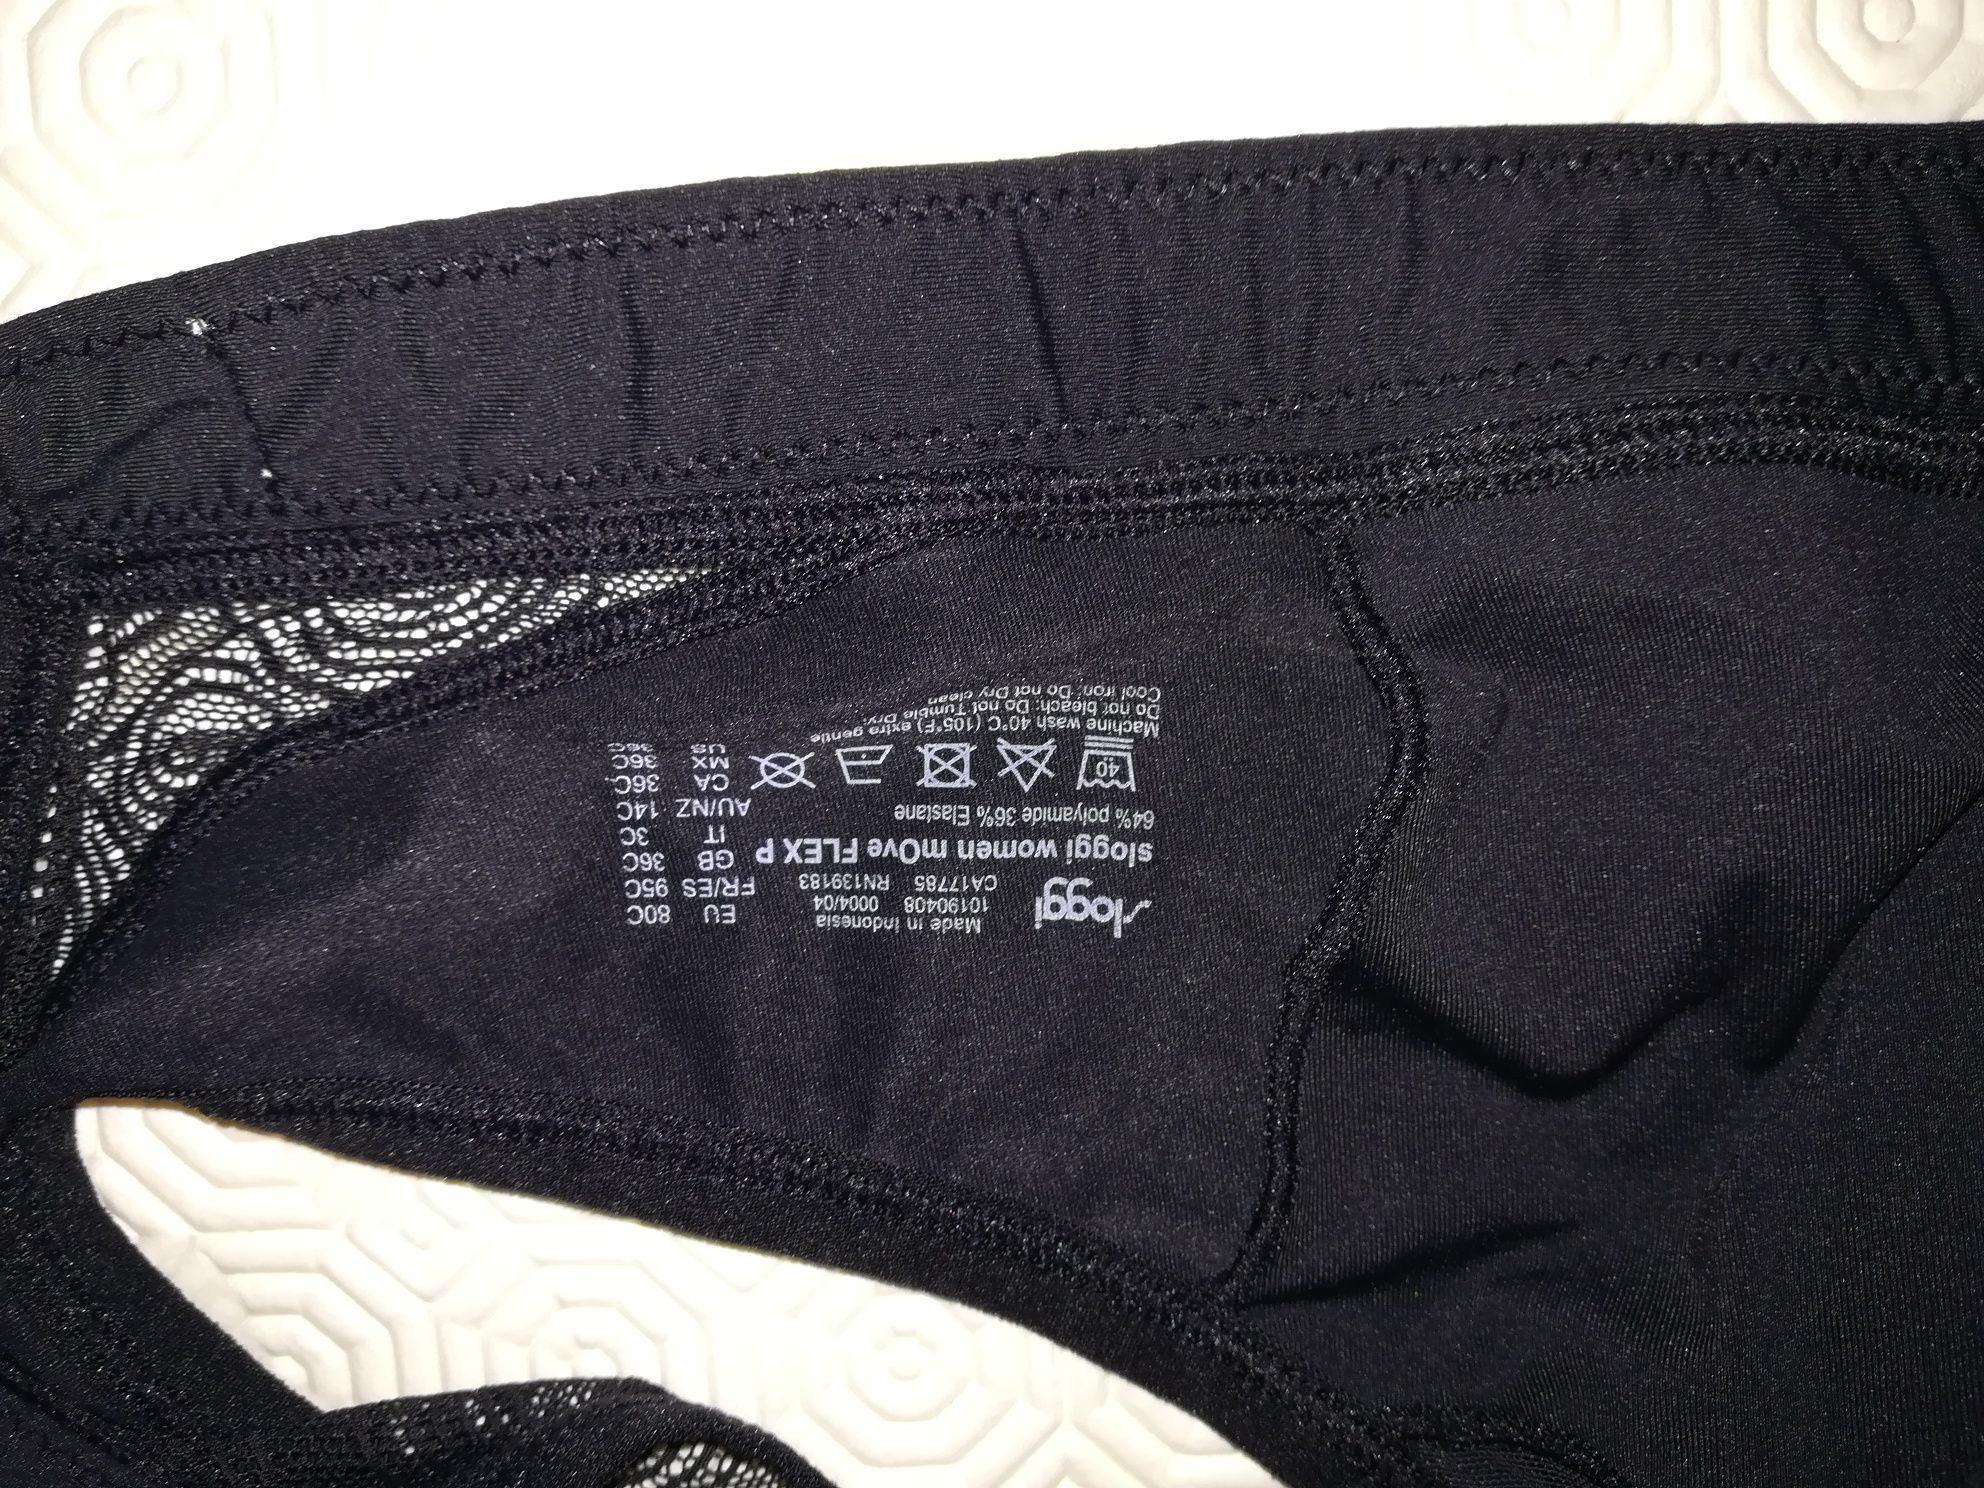 sloggi
Made in Indonesia
10190408 0004/04
CA17785 RN139183
sloggi women mOve FLEX P
64% polyamide 36% Elastane
40
Machine wash 40°C (105°F) extra gentle
Do not bleach; Do not Tumble Dry;
Cool iron; Do not Dry clean
EU 80C
FR/ES 95C
GB 36C
IT 3C
AU/NZ 14C
CA 36C
MX 36C
US 36C